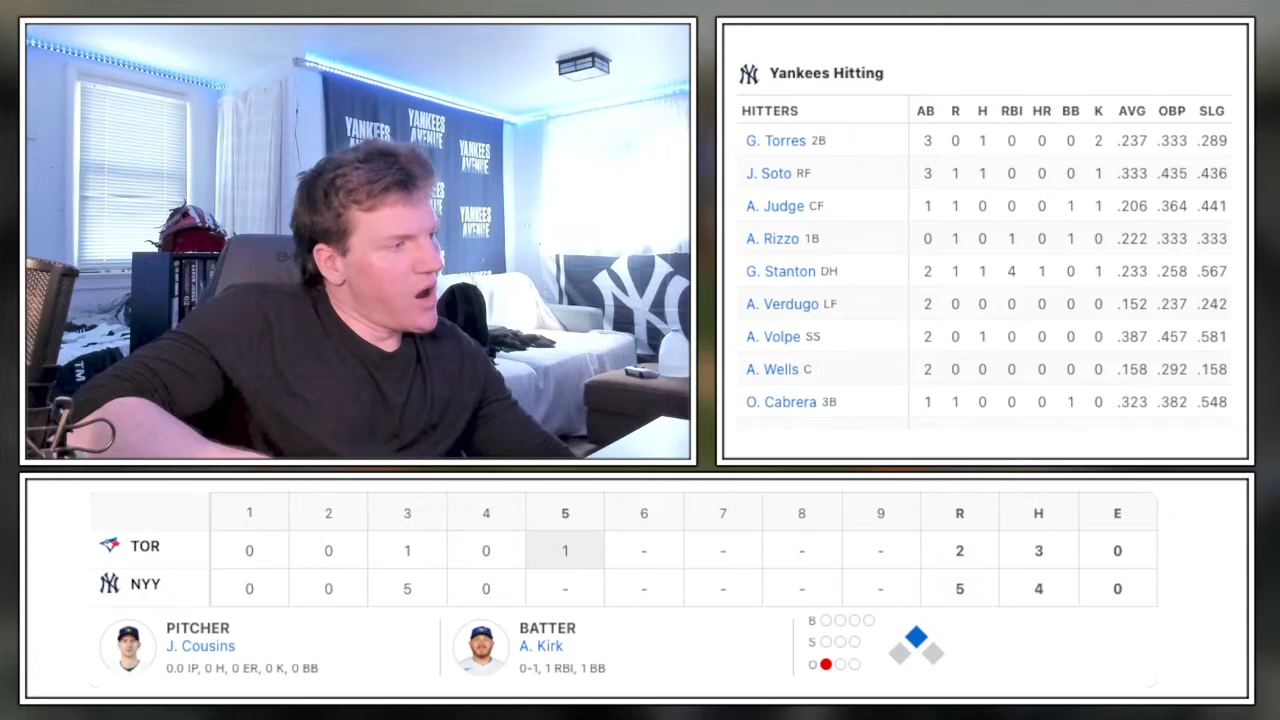 YANKEES AVENUE
YANKEES AVENUE
YANKEES AVENUE
YANKEES AVENUE
Yankees Hitting
HITTERS AB R H RBI HR BB K AVG OBP SLG
G. Torres 2B 3 0 1 0 0 0 2 .237 .333 .289
J. Soto RF 3 1 1 0 0 0 1 .333 .435 .436
A. Judge CF 1 1 0 0 0 1 1 .206 .364 .441
A. Rizzo 1B 0 1 0 1 0 1 0 .222 .333 .333
G. Stanton DH 2 1 1 4 1 0 1 .233 .258 .567
A. Verdugo LF 2 0 0 0 0 0 0 .152 .237 .242
A. Volpe SS 2 0 1 0 0 0 0 .387 .457 .581
A. Wells C 2 0 0 0 0 0 0 .158 .292 .158
O. Cabrera 3B 1 1 0 0 0 1 0 .323 .382 .548
1 2 3 4 5 6 7 8 9 R H E
TOR 0 0 1 0 1 - - - - 2 3 0
NYY 0 0 5 0 - - - - - 5 4 0
PITCHER
J. Cousins
0.0 IP, 0 H, 0 ER, 0 K, 0 BB
BATTER
A. Kirk
0-1, 1 RBI, 1 BB
B
S
O